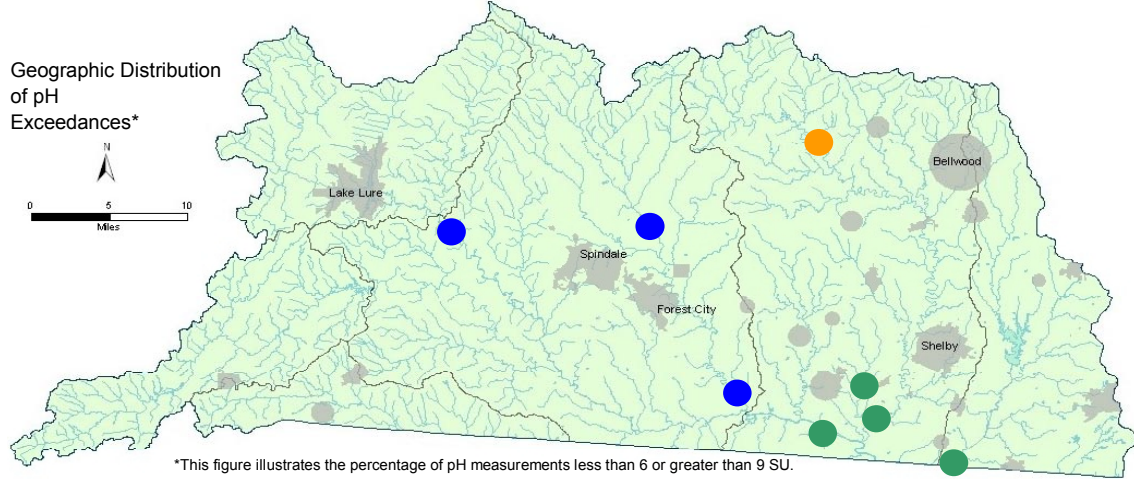 Geographic Distribution
of pH
Exceedances*
N
0 5 10
Miles
Lake Lure
Bellwood
Spindale
Forest City
Shelby
*This figure illustrates the percentage of pH measurements less than 6 or greater than 9 SU.